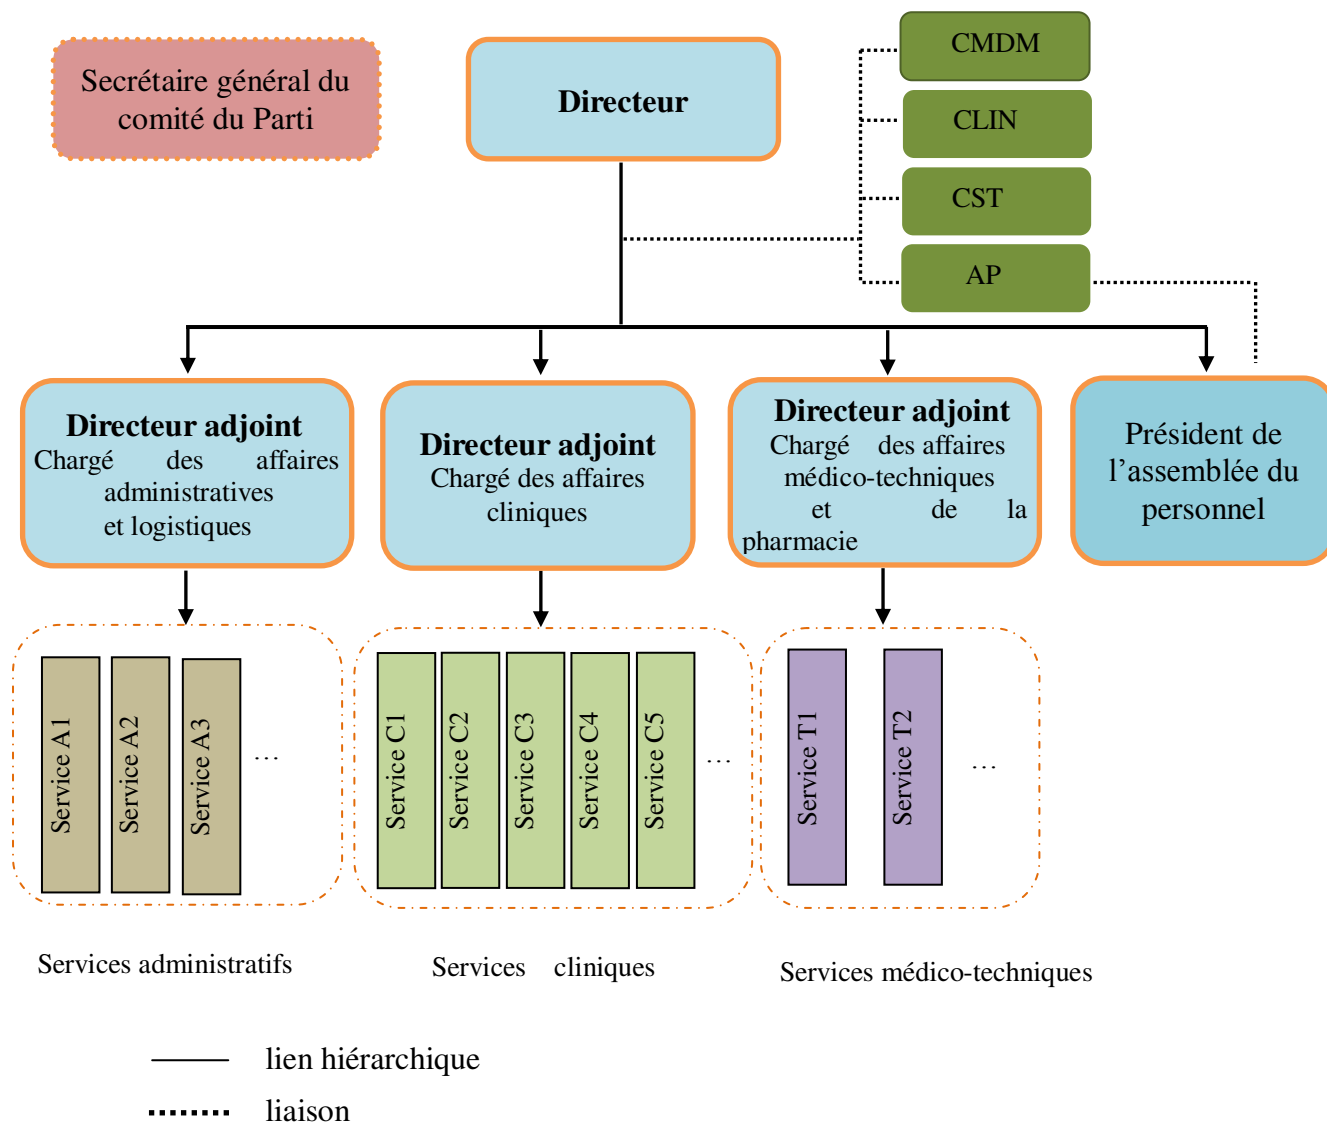 Secrétaire général du
comité du Parti
Directeur
CMDM
CLIN
CST
AP
Directeur adjoint
Chargé des affaires
administratives
et logistiques
Directeur adjoint
Chargé des affaires
cliniques
Directeur adjoint
Chargé des affaires
médico-techniques
et de la
pharmacie
Président de
l’assemblée du
personnel
Service A1
Service A2
Service A3
...
Service C1
Service C2
Service C3
Service C4
Service C5
...
Service T1
Service T2
...
Services administratifs
Services cliniques
Services médico-techniques
lien hiérarchique
liaison